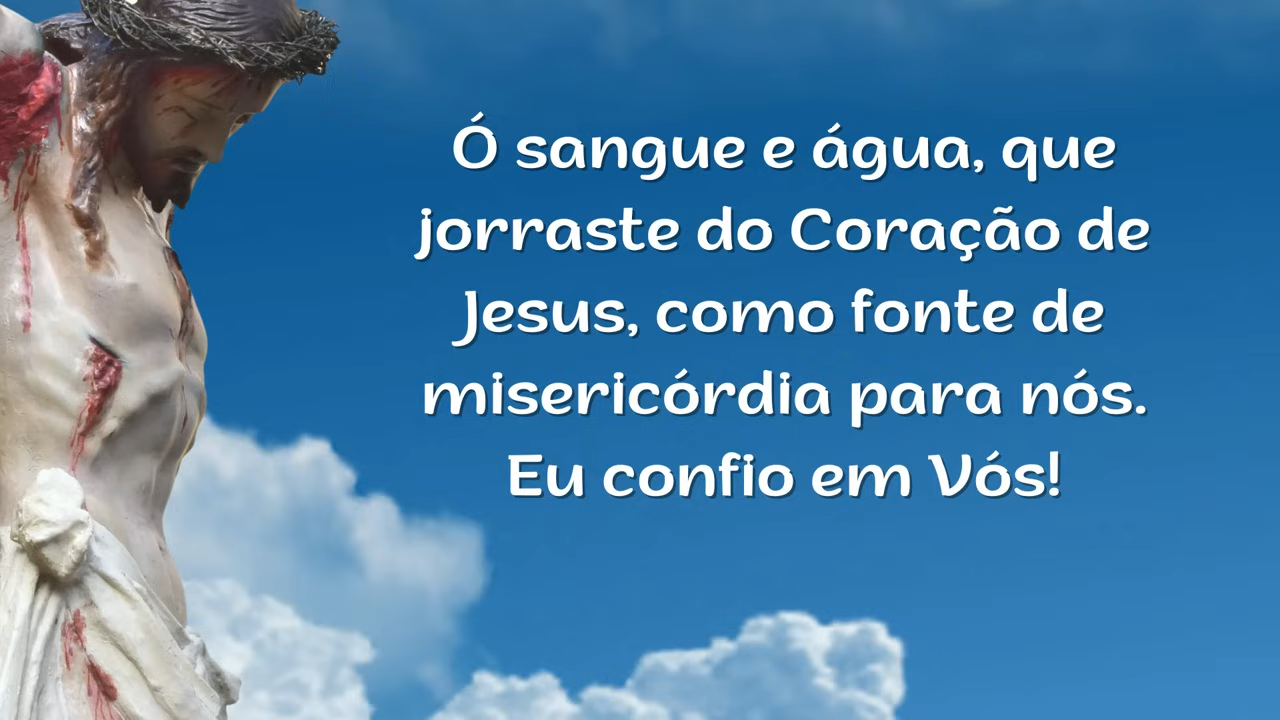 Ó sangue e água, que
jorraste do Coração de
Jesus, como fonte de
misericórdia para nós.
Eu confio em Vós!